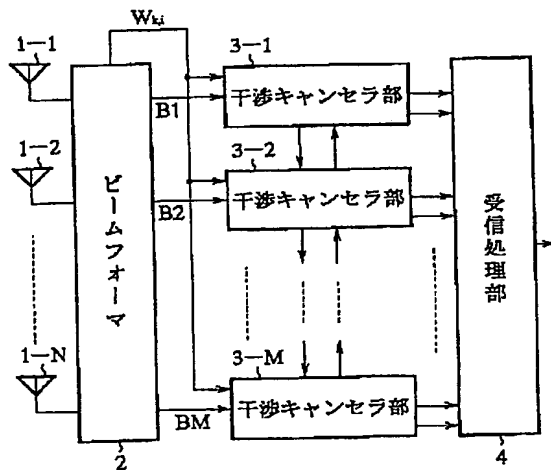 Wk,i
1-1
3-1
干渉キャンセラ部
B1
1-2
3-2
干渉キャンセラ部
B2
ビームフォーマ
受信処理部
1-N
3-M
干渉キャンセラ部
BM
2
4